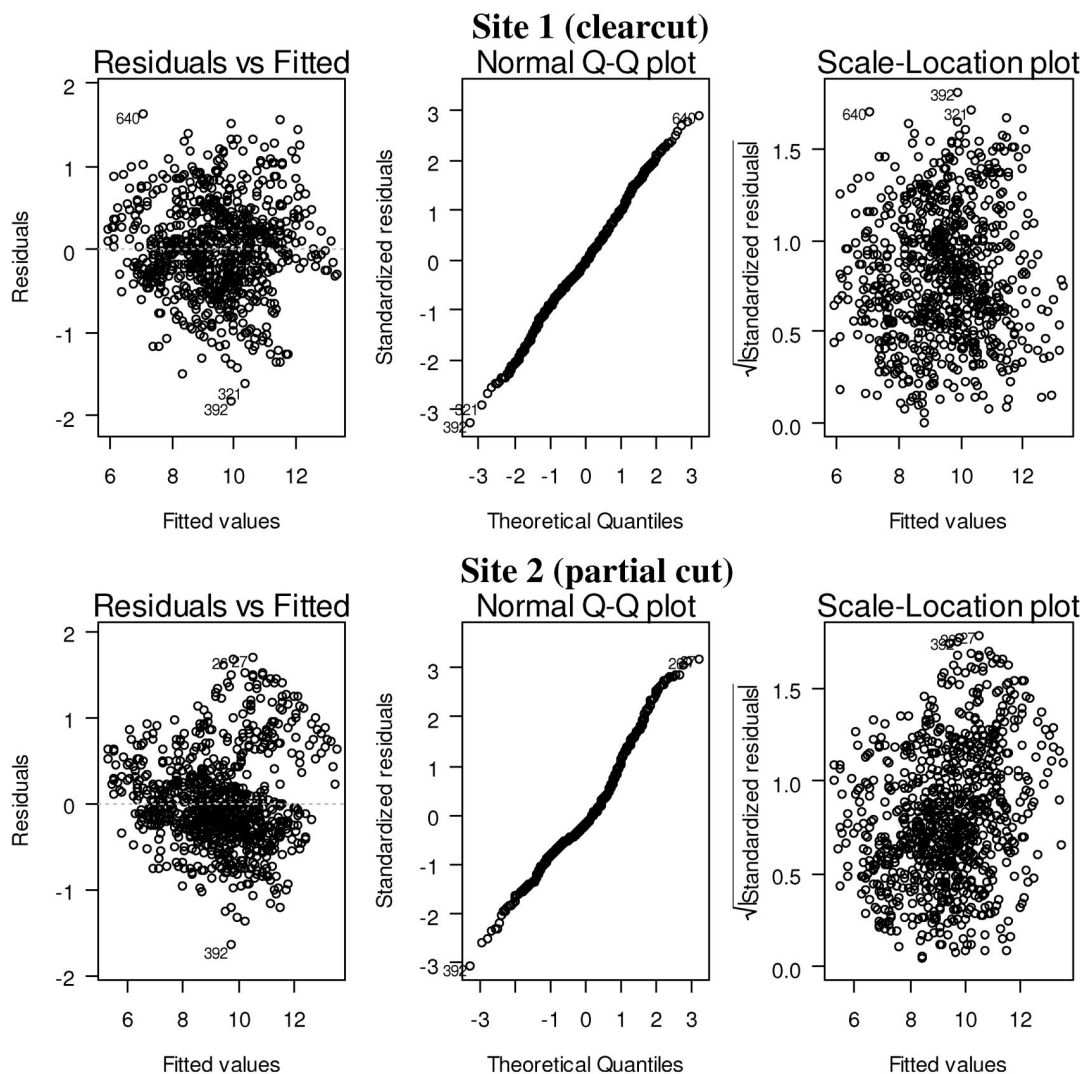 Site 1 (clearcut)
Residuals vs Fitted
Normal Q-Q plot
Scale-Location plot
Residuals
2
1
0
-1
-2
640
321
392
6 8 10 12
Fitted values
Standardized residuals
3
2
1
0
-1
-2
-3
640
321
392
-3 -2 -1 0 1 2 3
Theoretical Quantiles
√|Standardized residuals|
1.5
1.0
0.5
0.0
392
640
321
6 8 10 12
Fitted values
Site 2 (partial cut)
Residuals vs Fitted
Normal Q-Q plot
Scale-Location plot
Residuals
2
1
0
-1
-2
392
6 8 10 12
Fitted values
Standardized residuals
3
2
1
0
-1
-2
-3
392
-3 -1 0 1 2 3
Theoretical Quantiles
√|Standardized residuals|
1.5
1.0
0.5
0.0
6 8 10 12
Fitted values